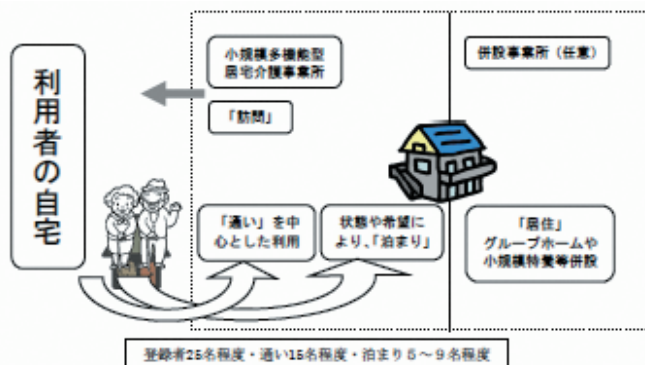 利用者の自宅
小規模多機能型
居宅介護事業所
「訪問」
併設事業所（任意）
「通い」を中
心とした利用
状態や希望に
より、「泊まり」
「居住」
グループホームや
小規模特養等併設
登録者25名程度・通い15名程度・泊まり５～９名程度